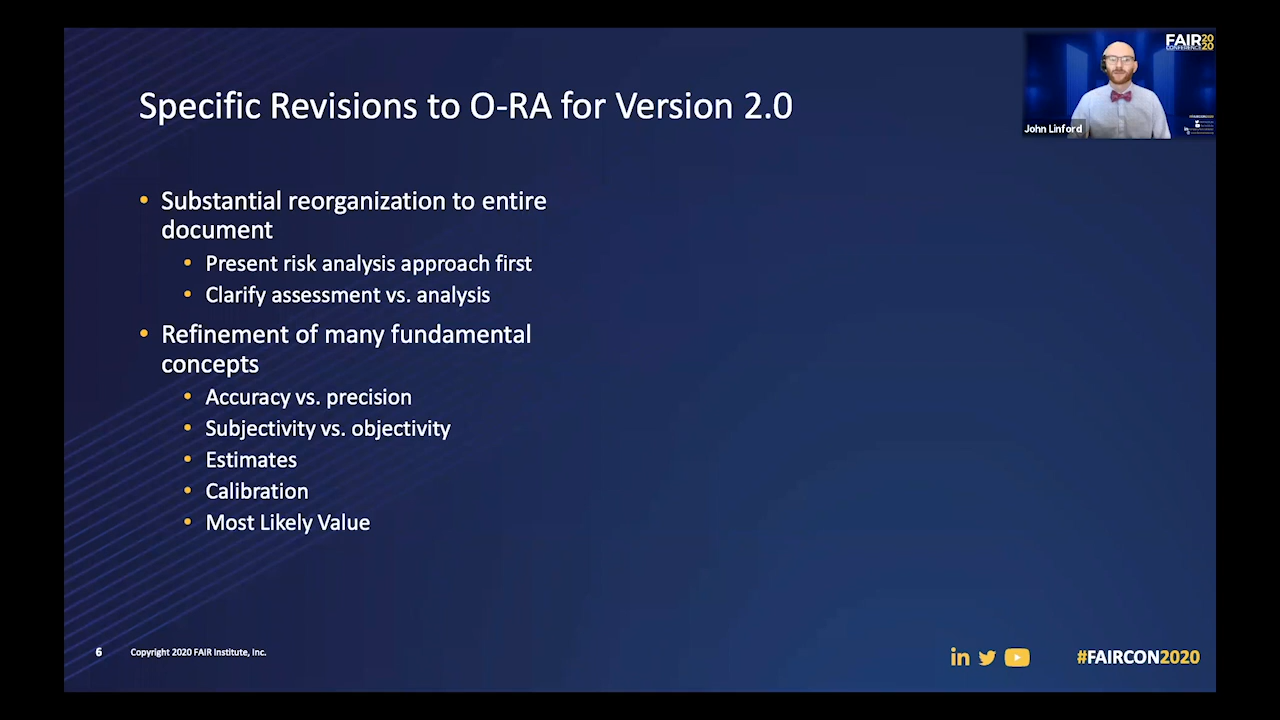 FAIR 2020
CONFERENCE
John Linford
Specific Revisions to O-RA for Version 2.0
• Substantial reorganization to entire
document
• Present risk analysis approach first
• Clarify assessment vs. analysis
• Refinement of many fundamental
concepts
• Accuracy vs. precision
• Subjectivity vs. objectivity
• Estimates
• Calibration
• Most Likely Value
6 Copyright 2020 FAIR Institute, Inc.
#FAIRCON2020